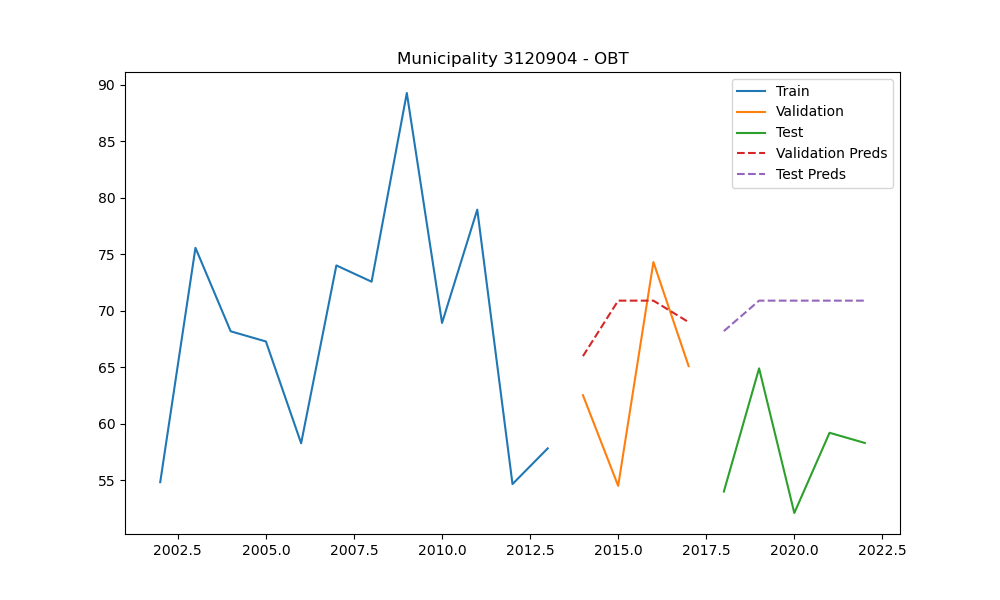 Municipality 3120904 - OBT
90
85
80
75
70
65
60
55
Train
Validation
Test
Validation Preds
Test Preds
2002.5 2005.0 2007.5 2010.0 2012.5 2015.0 2017.5 2020.0 2022.5